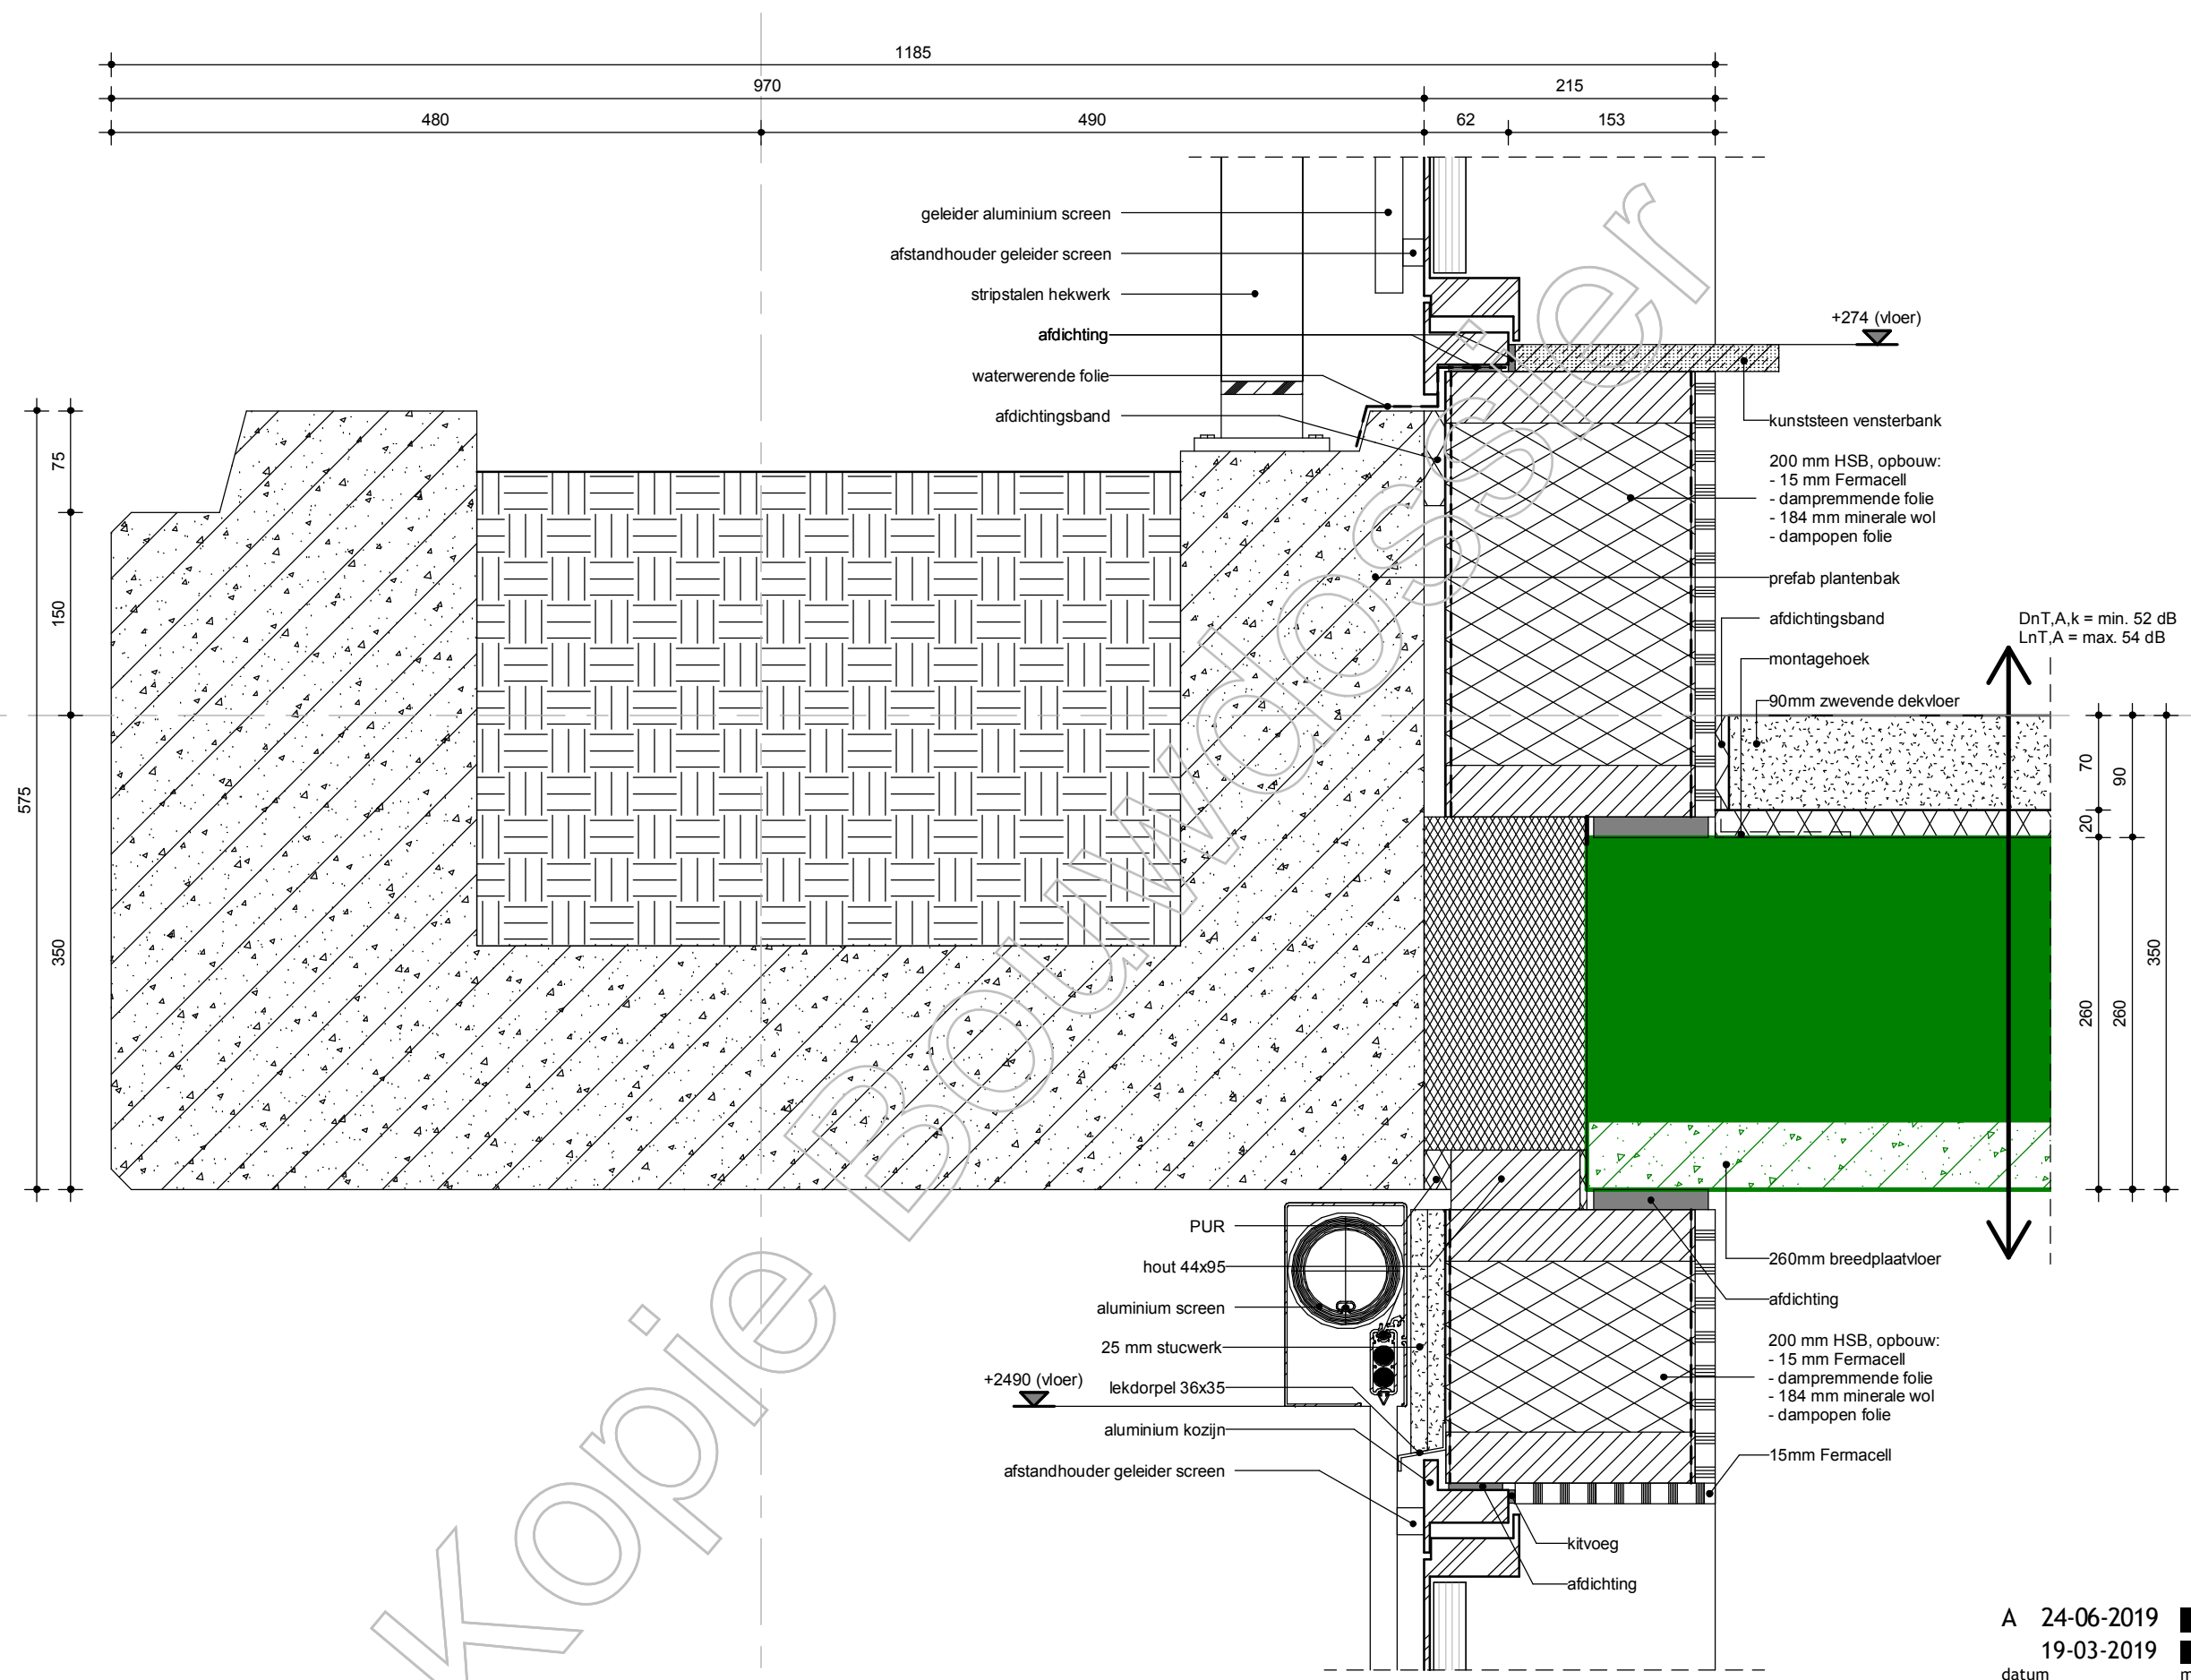 1185
970
215
480
490
62
153
geleider aluminium screen
afstandhouder geleider screen
stripstalen hekwerk
afdichting
waterwerende folie
afdichtingsband
+274 (vloer)
kunststeen vensterbank
200 mm HSB, opbouw:
- 15 mm Fermacell
- dampremmende folie
- 184 mm minerale wol
- dampopen folie
prefab plantenbak
afdichtingsband
montagehoek
90mm zwevende dekvloer
DnT,A,k = min. 52 dB
LnT,A = max. 54 dB
75
150
350
575
70
20
260
90
260
350
PUR
hout 44x95
aluminium screen
25 mm stucwerk
+2490 (vloer)
lekdorpel 36x35
aluminium kozijn
afstandhouder geleider screen
260mm breedplaatvloer
afdichting
200 mm HSB, opbouw:
- 15 mm Fermacell
- dampremmende folie
- 184 mm minerale wol
- dampopen folie
15mm Fermacell
kitvoeg
afdichting
Kopie Bouwdossier
A 24-06-2019
19-03-2019
datum